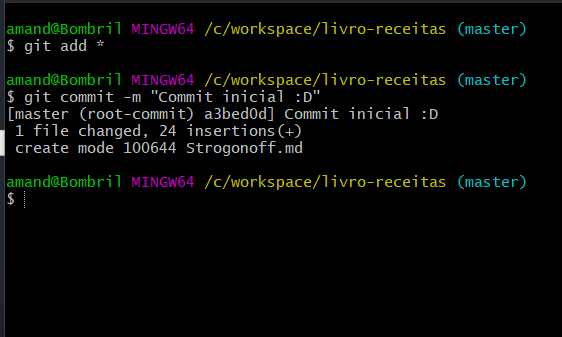 amand@Bombril MINGW64 /c/workspace/livro-receitas (master)
$ git add *
amand@Bombril MINGW64 /c/workspace/livro-receitas (master)
$ git commit -m "Commit inicial :D"
[master (root-commit) a3bed0d] Commit inicial :D
 1 file changed, 24 insertions(+)
 create mode 100644 Strogonoff.md
amand@Bombril MINGW64 /c/workspace/livro-receitas (master)
$